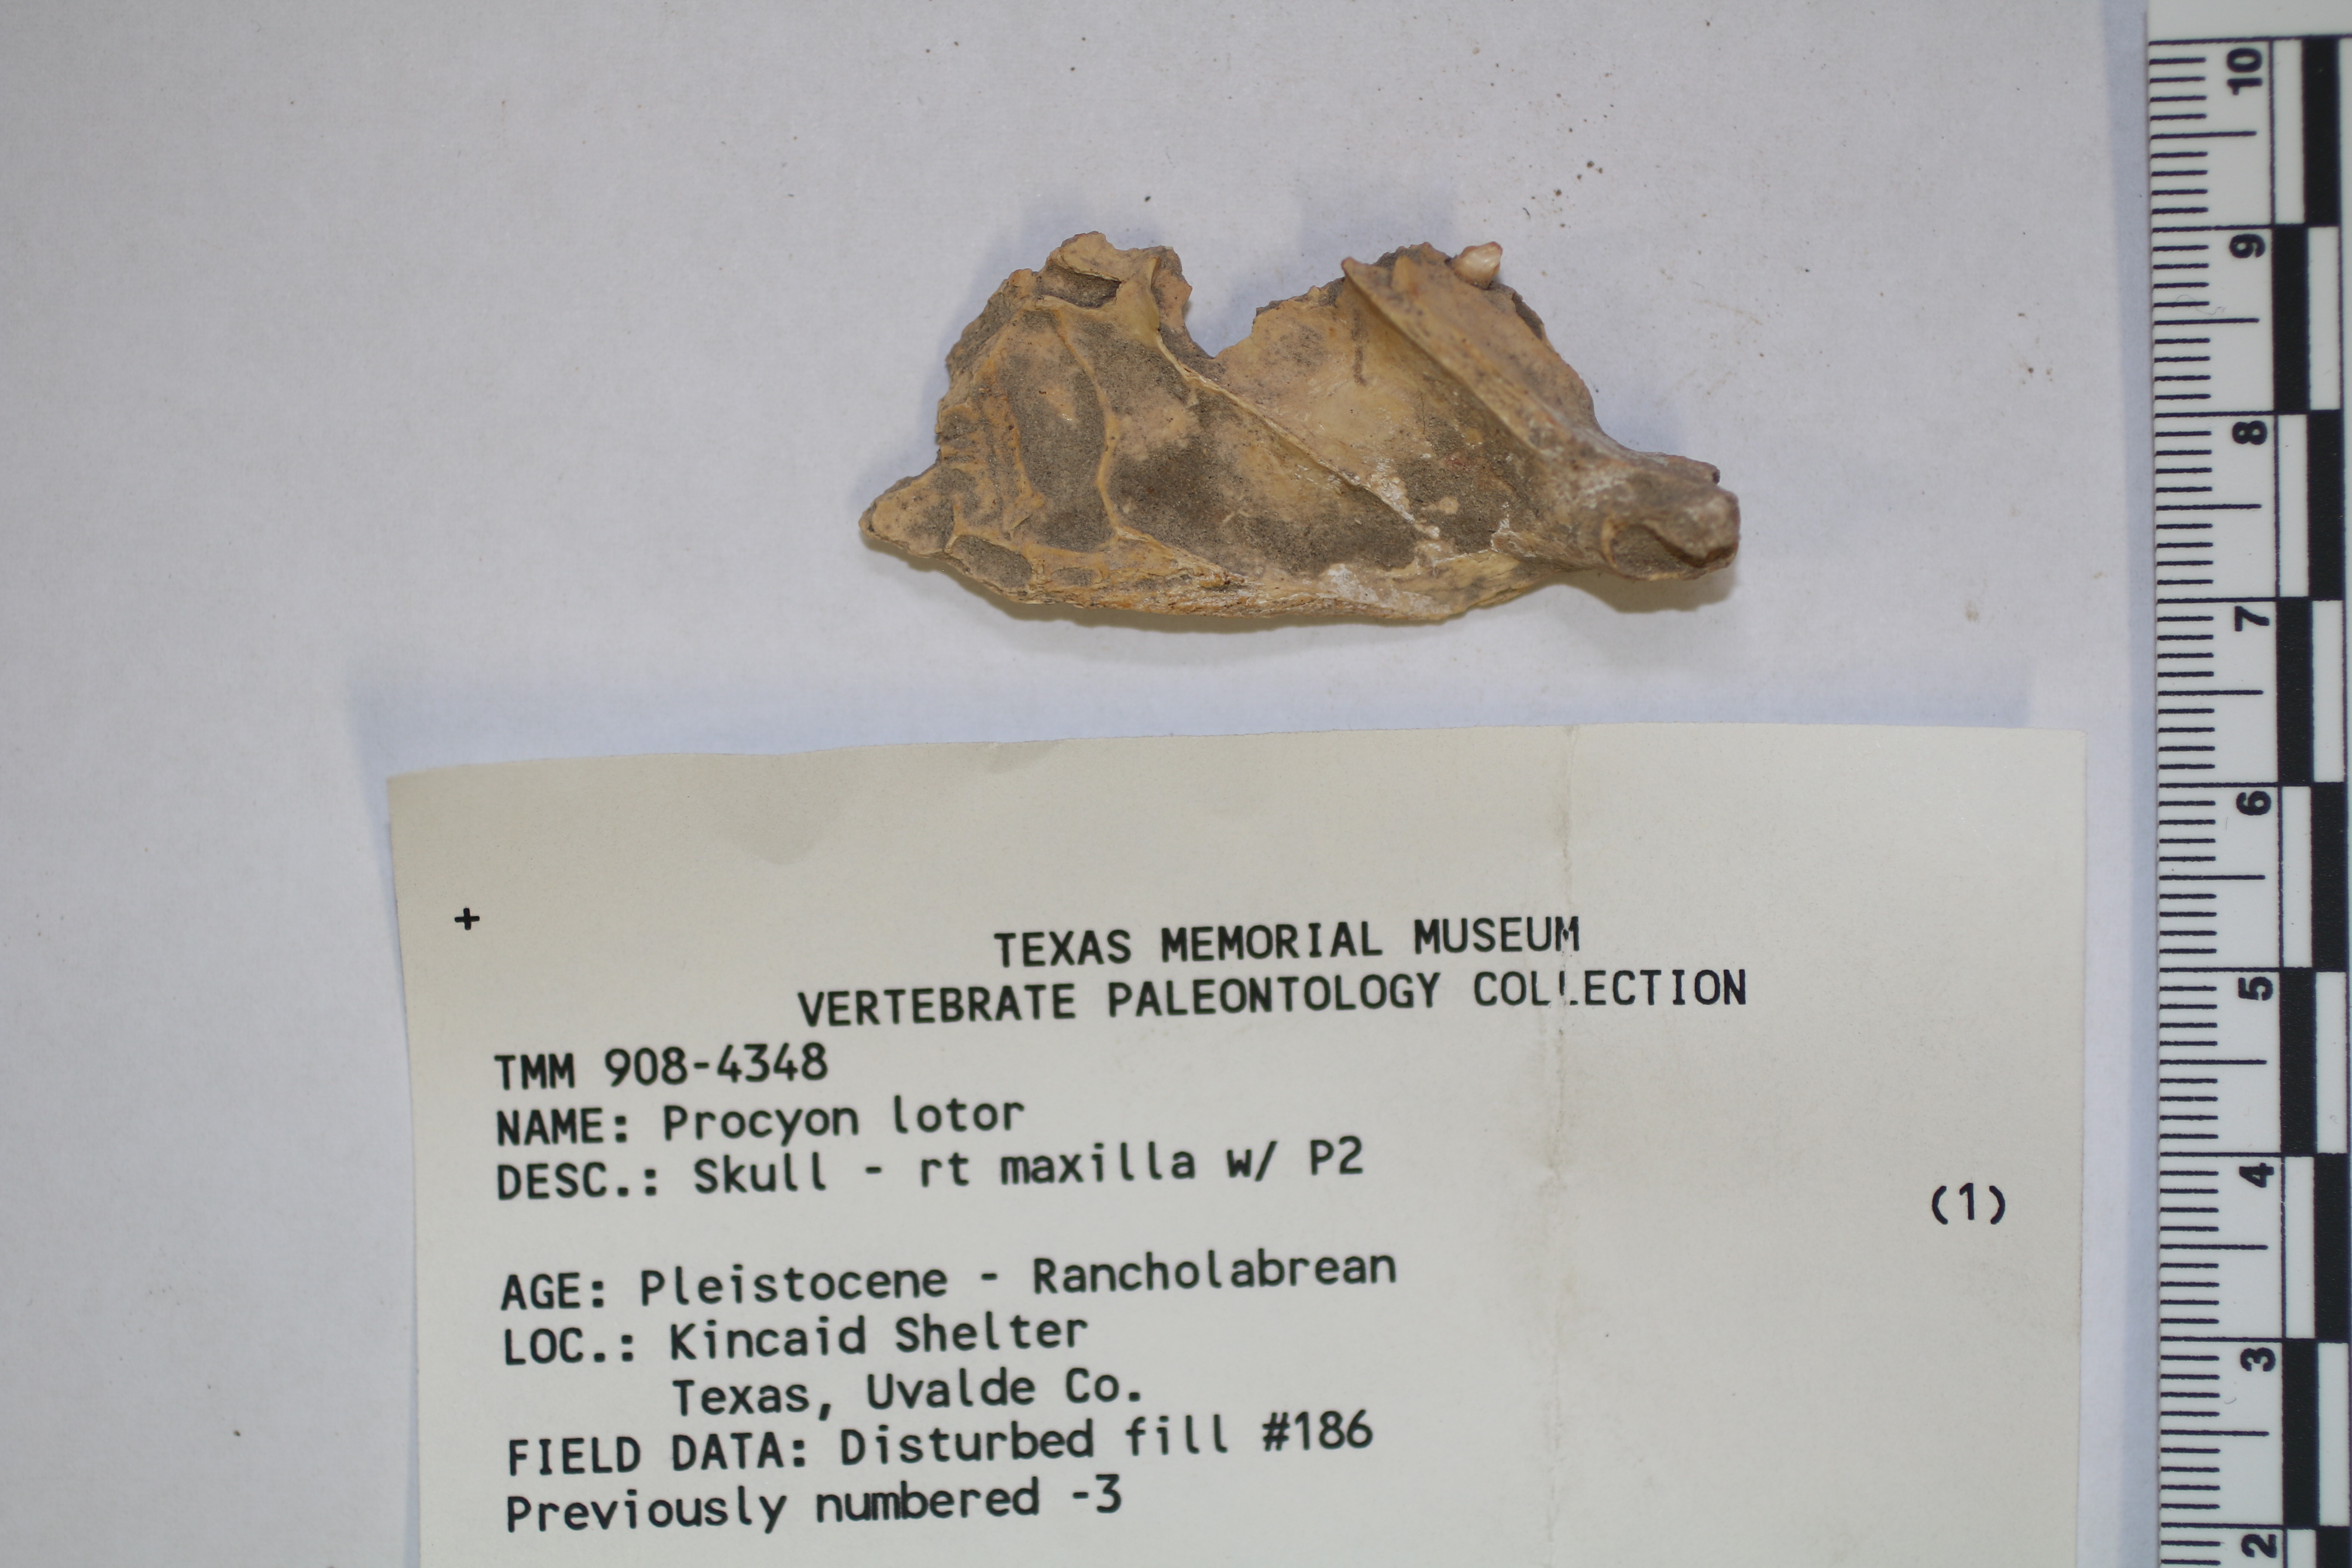 +
TEXAS MEMORIAL MUSEUM
VERTEBRATE PALEONTOLOGY COLLECTION
TMM 908-4348
NAME: Procyon lotor
DESC.: Skull - rt maxilla w/ P2
(1)
AGE: Pleistocene - Rancholabrean
LOC.: Kincaid Shelter
Texas, Uvalde Co.
FIELD DATA: Disturbed fill #186
Previously numbered -3
10
9
8
7
6
5
4
3
2